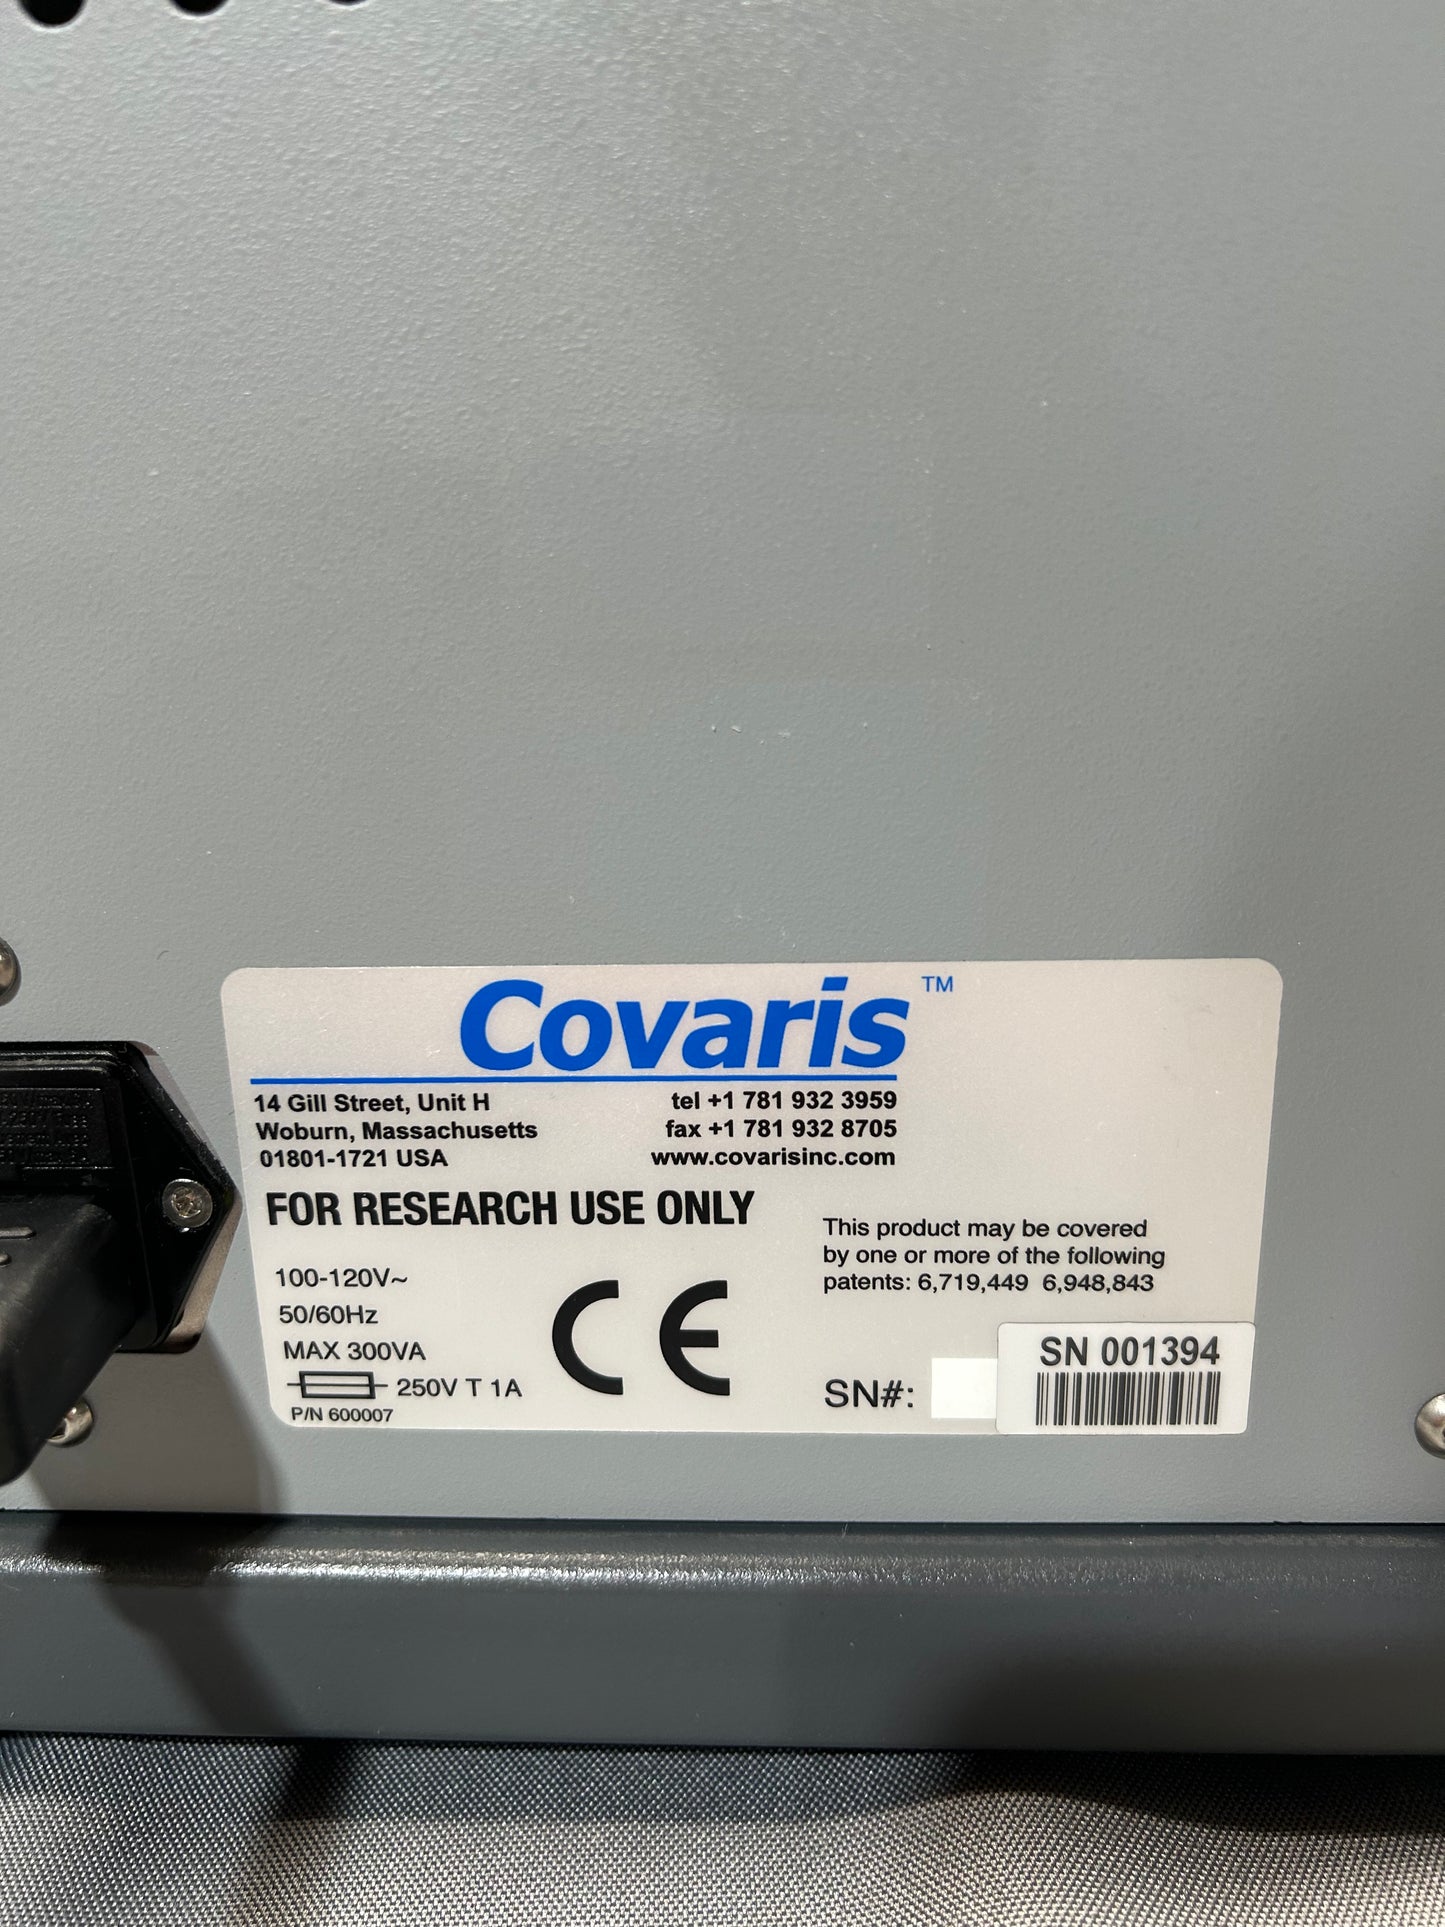 Covaris™
14 Gill Street, Unit H
Woburn, Massachusetts
01801-1721 USA
tel +1 781 932 3959
fax +1 781 932 8705
www.covarisinc.com
FOR RESEARCH USE ONLY
This product may be covered
by one or more of the following
patents: 6,719,449 6,948,843
100-120V~
50/60Hz
MAX 300VA
250V T 1A
P/N 600007
CE
SN#:
SN 001394